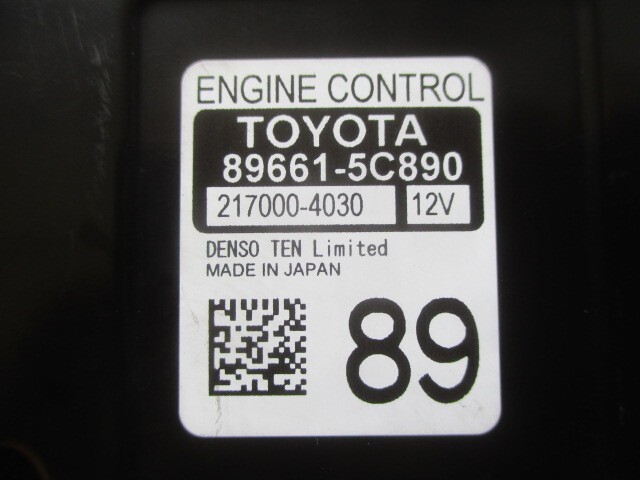 ENGINE CONTROL
TOYOTA
89661-5C890
217000-4030 12V
DENSO TEN Limited
MADE IN JAPAN
89